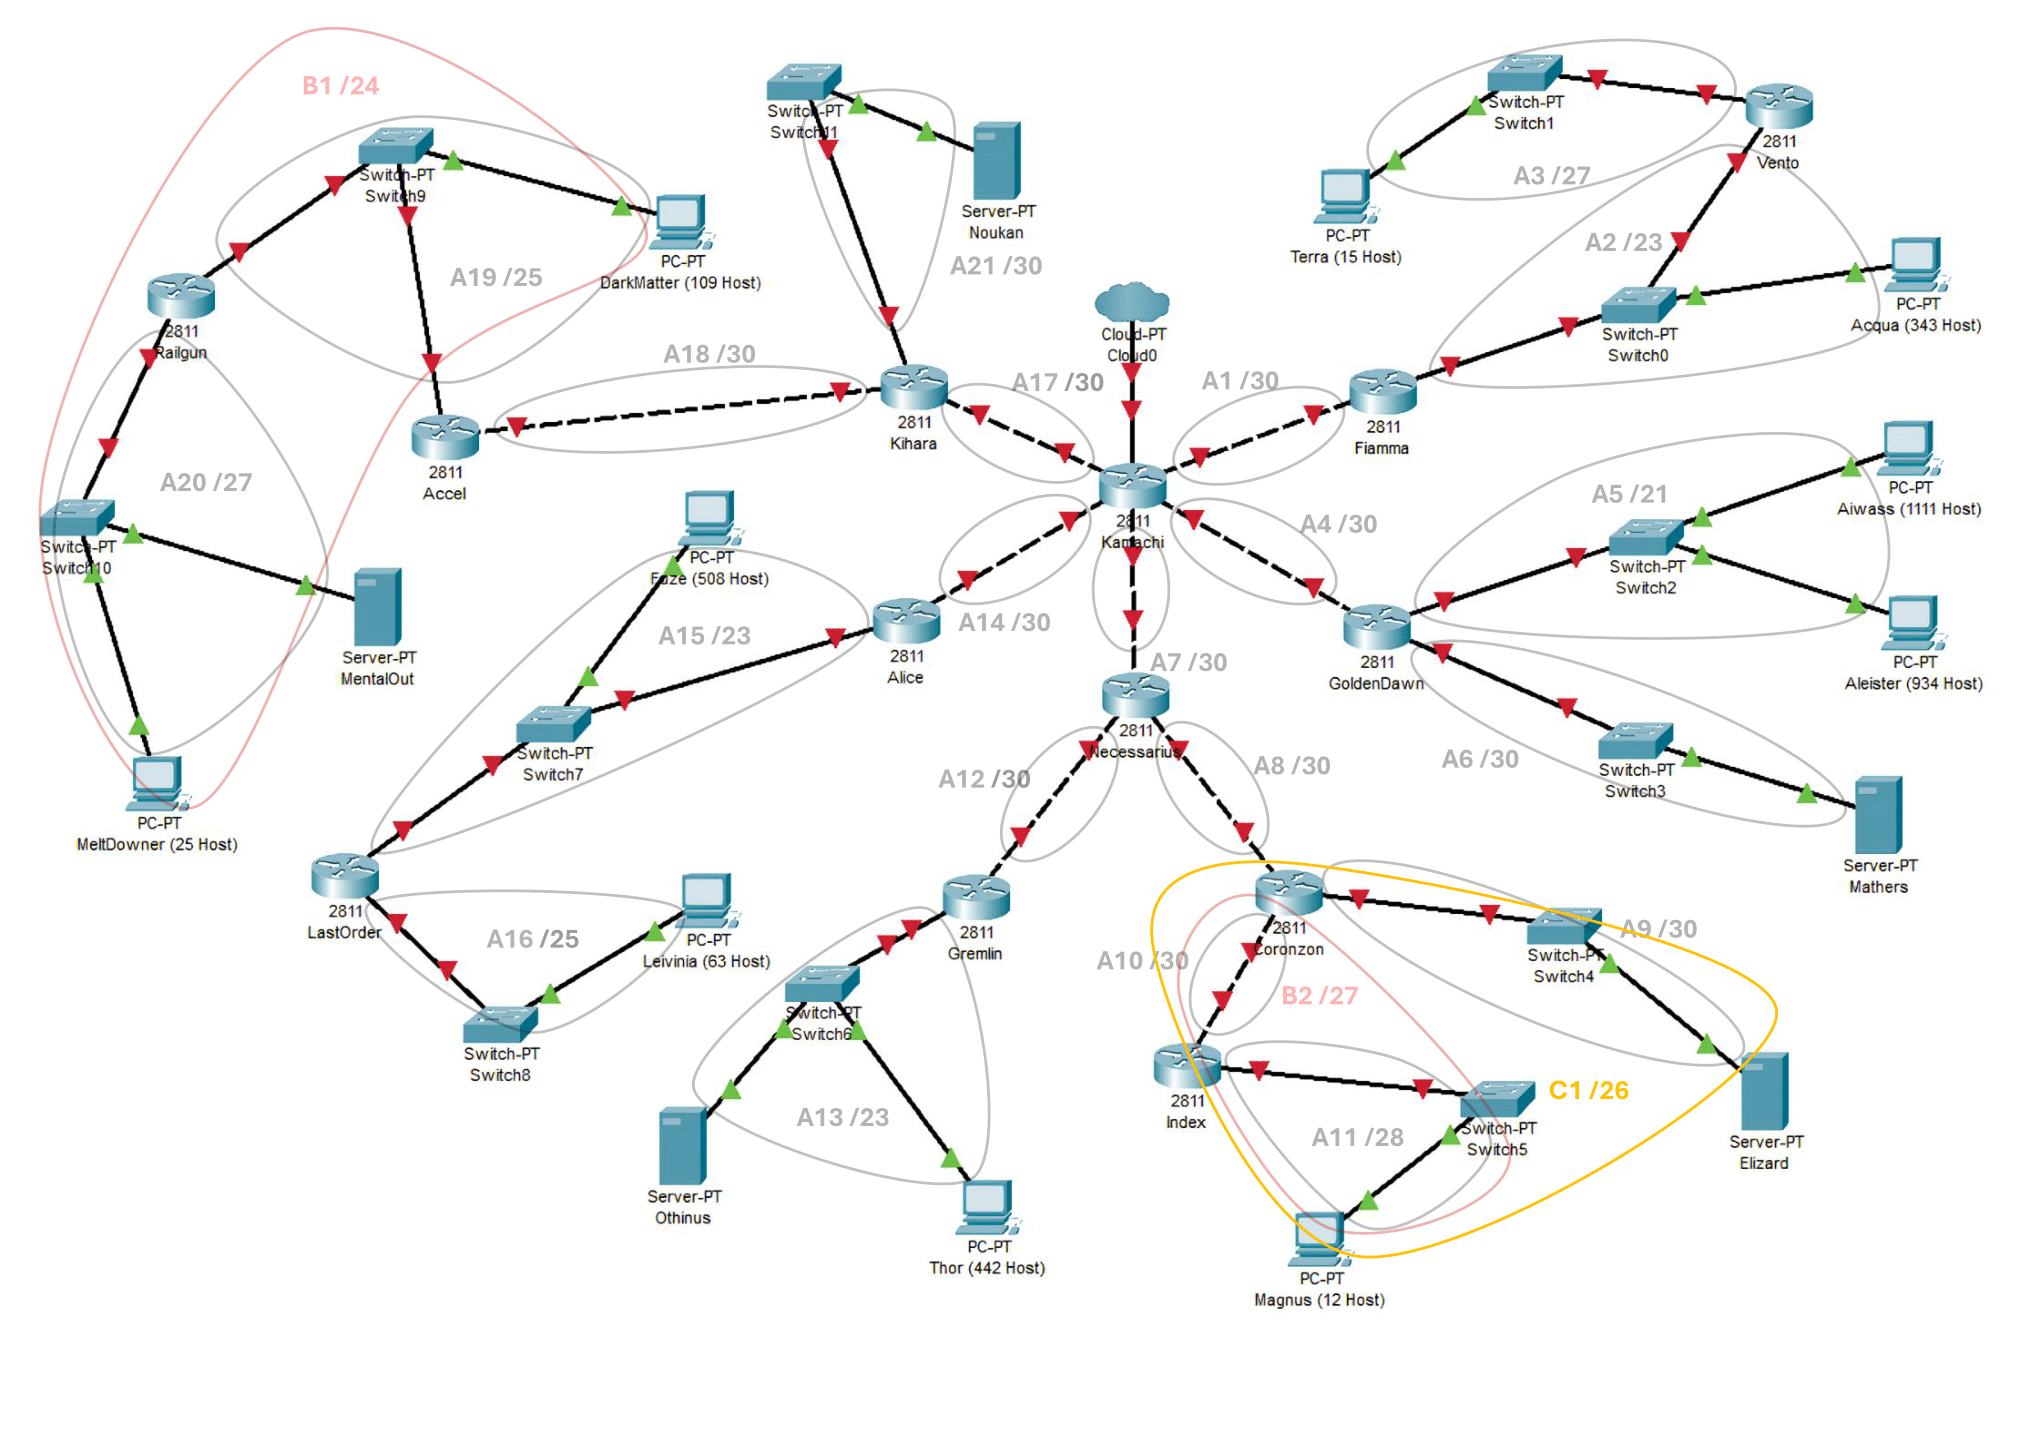 B1 /24
Switch-PT
Switch9
A19 /25
PC-PT
DarkMatter (109 Host)
2811
Railgun
A20 /27
Switch-PT
Switch10
Server-PT
MentalOut
PC-PT
MeltDowner (25 Host)
2811
Accel
A18 /30
Switch-PT
Switch11
Server-PT
Noukan
A21 /30
2811
Kihara
A17 /30
Cloud-PT
Cloud0
A1 /30
2811
Kamachi
2811
Fiamma
Switch-PT
Switch1
2811
Vento
A3 /27
PC-PT
Terra (15 Host)
A2 /23
Switch-PT
Switch0
PC-PT
Acqua (343 Host)
A4 /30
A5 /21
PC-PT
Aiwass (1111 Host)
Switch-PT
Switch2
PC-PT
Aleister (934 Host)
2811
GoldenDawn
A6 /30
Switch-PT
Switch3
Server-PT
Mathers
PC-PT
Fuze (508 Host)
A15 /23
A14 /30
2811
Alice
Switch-PT
Switch7
2811
LastOrder
A16 /25
PC-PT
Leivinia (63 Host)
Switch-PT
Switch8
A7 /30
2811
Necessarius
A12 /30
A8 /30
2811
Gremlin
Switch-PT
Switch6
A13 /23
Server-PT
Othinus
PC-PT
Thor (442 Host)
2811
Coronzon
A9 /30
Switch-PT
Switch4
A10 /30
B2 /27
2811
Index
C1 /26
A11 /28
Switch-PT
Switch5
Server-PT
Elizard
PC-PT
Magnus (12 Host)